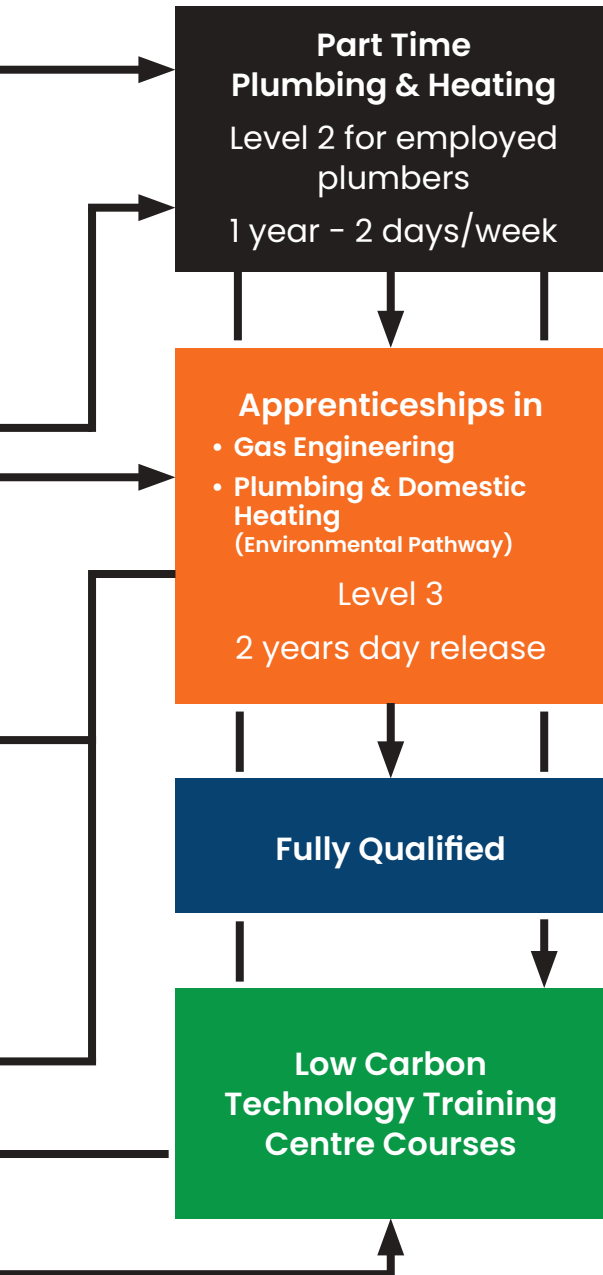 Part Time
Plumbing & Heating
Level 2 for employed
plumbers
1 year - 2 days/week
Apprenticeships in
• Gas Engineering
• Plumbing & Domestic
Heating
(Environmental Pathway)
Level 3
2 years day release
Fully Qualified
Low Carbon
Technology Training
Centre Courses